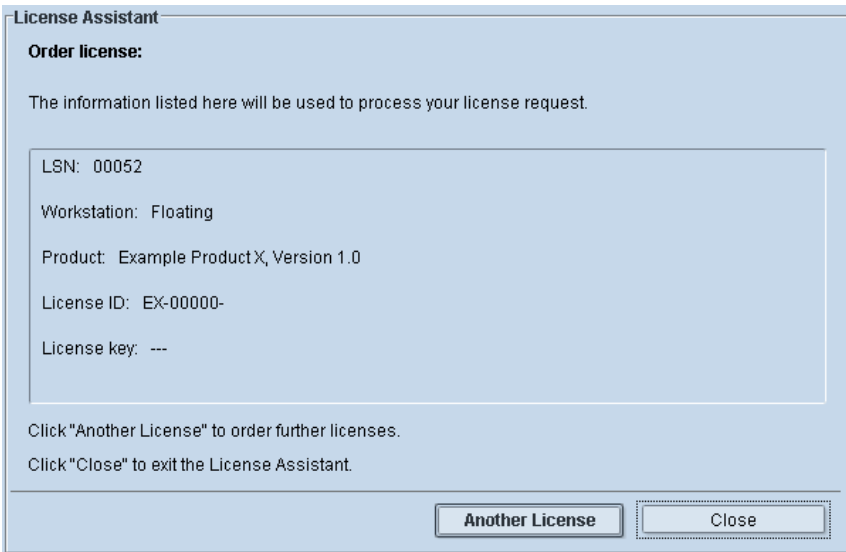 License Assistant
Order license:
The information listed here will be used to process your license request.
LSN: 00052
Workstation: Floating
Product: Example Product X, Version 1.0
License ID: EX-00000-
License key: ---
Click "Another License" to order further licenses.
Click "Close" to exit the License Assistant.
Another License
Close